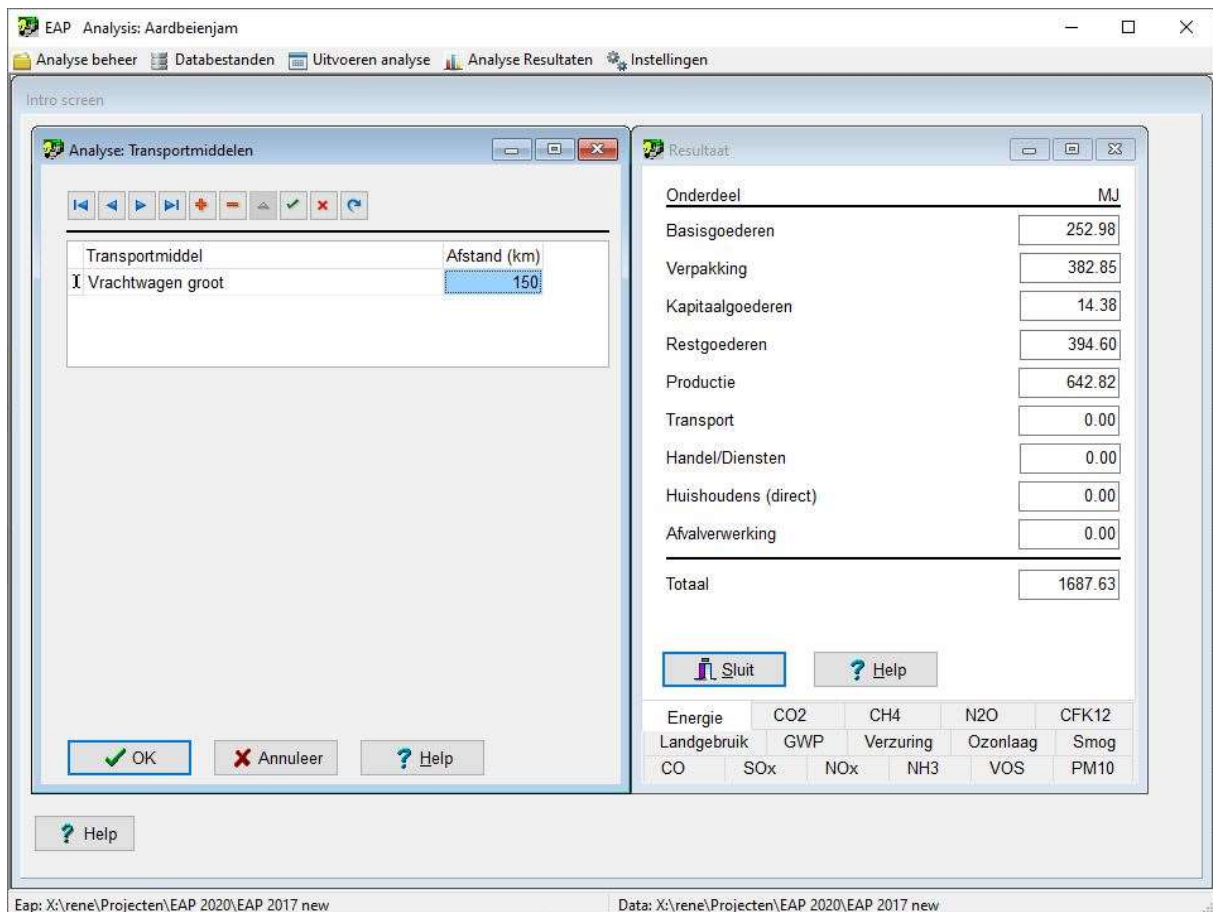 EAP Analysis: Aardbeienjam
Analyse beheer Databestanden Uitvoeren analyse Analyse Resultaten Instellingen
Intro screen
Analyse: Transportmiddelen
Transportmiddel Afstand (km)
Vrachtwagen groot 150
OK Annuleer Help
Resultaat
Onderdeel MJ
Basisgoederen 252.98
Verpakking 382.85
Kapitaalgoederen 14.38
Restgoederen 394.60
Productie 642.82
Transport 0.00
Handel/Diensten 0.00
Huishoudens (direct) 0.00
Afvalverwerking 0.00
Totaal 1687.63
Sluit Help
Energie CO2 CH4 N2O CFK12
Landgebruik GWP Verzuring Ozonlaag Smog
CO SOx NOx NH3 VOS PM10
Help
Eap: X:\rene\Projecten\EAP 2020\EAP 2017 new Data: X:\rene\Projecten\EAP 2020\EAP 2017 new